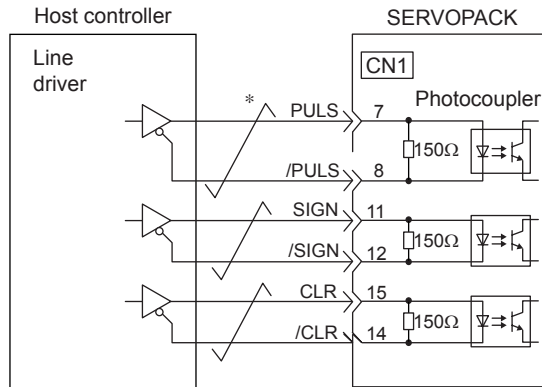 Host controller
SERVOPACK
Line
driver
CN1
Photocoupler
*
PULS 7
150Ω
/PULS 8
SIGN 11
150Ω
/SIGN 12
CLR 15
150Ω
/CLR 14